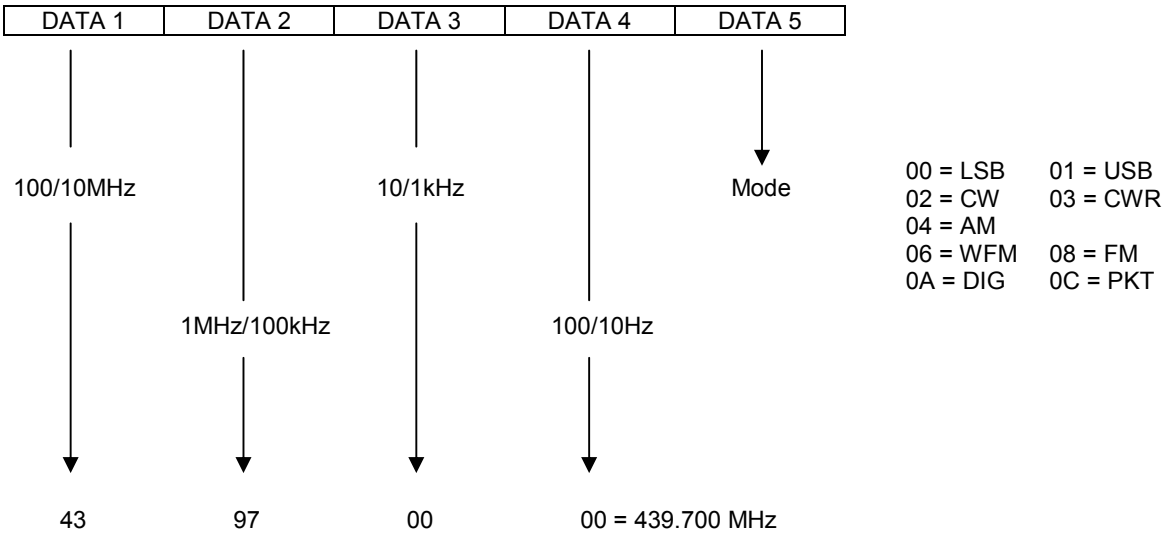 DATA 1 DATA 2 DATA 3 DATA 4 DATA 5
100/10MHz 10/1kHz Mode
1MHz/100kHz 100/10Hz
43 97 00 00 = 439.700 MHz
00 = LSB 01 = USB
02 = CW 03 = CWR
04 = AM
06 = WFM 08 = FM
0A = DIG 0C = PKT